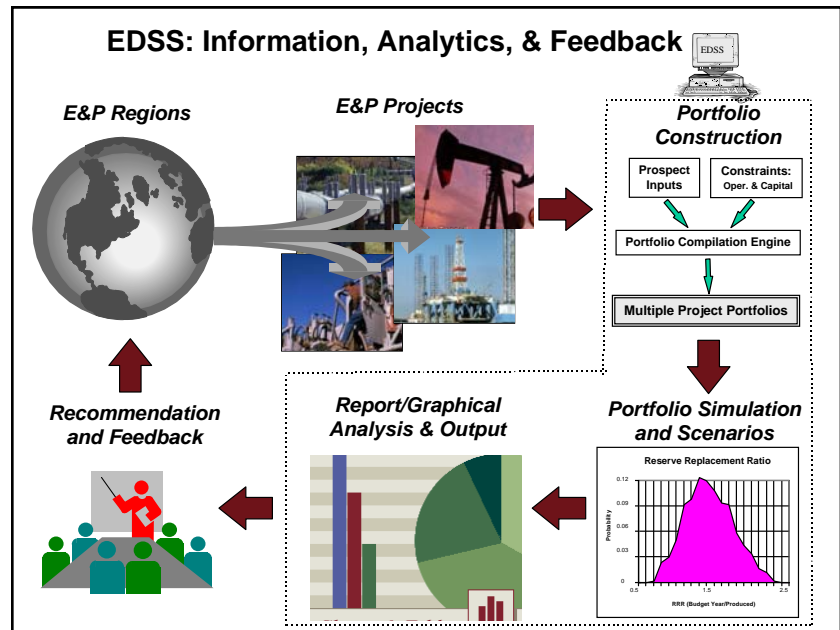 EDSS: Information, Analytics, & Feedback
EDSS
E&P Regions
E&P Projects
Portfolio
Construction
Prospect
Inputs
Constraints:
Oper. & Capital
Portfolio Compilation Engine
Multiple Project Portfolios
Recommendation
and Feedback
Report/Graphical
Analysis & Output
Portfolio Simulation
and Scenarios
Reserve Replacement Ratio
Probability
0.12
0.09
0.06
0.03
0
0.5
1.5
2.5
RRR (Budget Year/Produced)